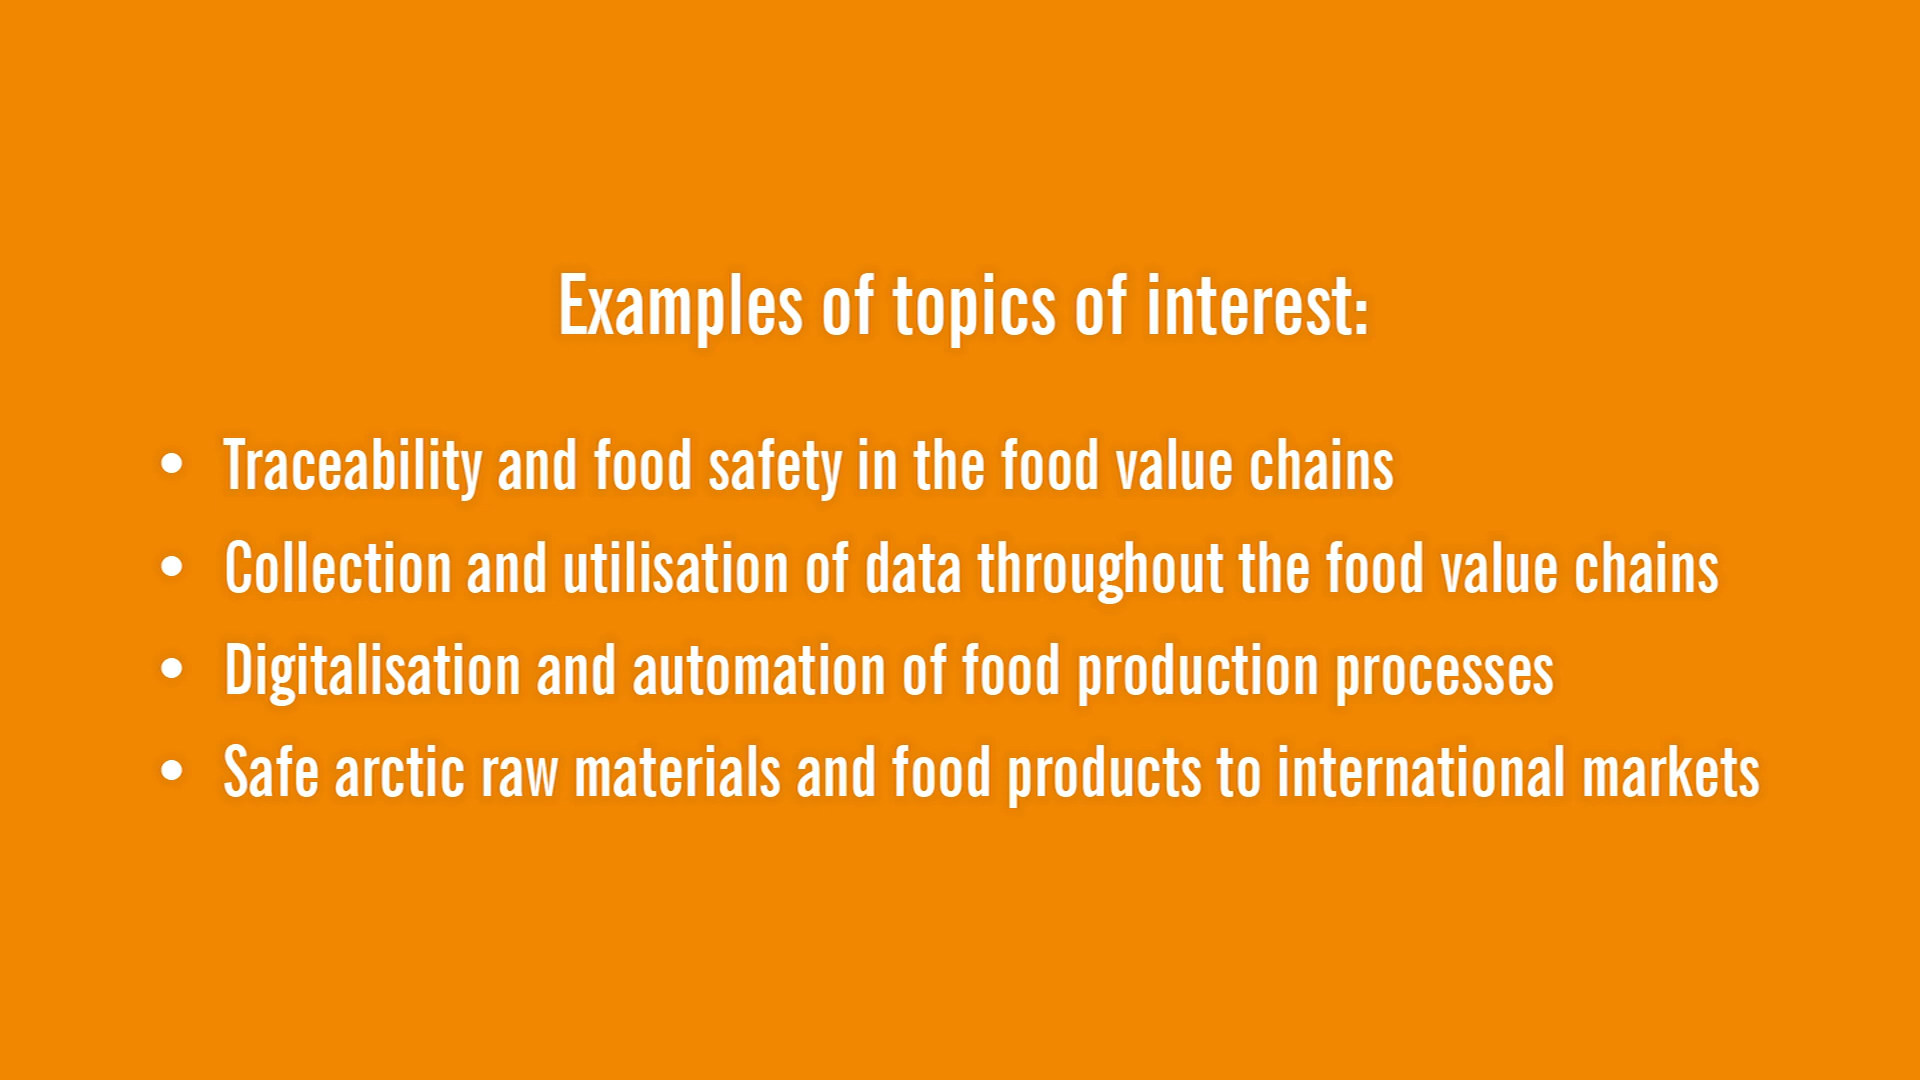 Examples of topics of interest:
• Traceability and food safety in the food value chains
• Collection and utilisation of data throughout the food value chains
• Digitalisation and automation of food production processes
• Safe arctic raw materials and food products to international markets